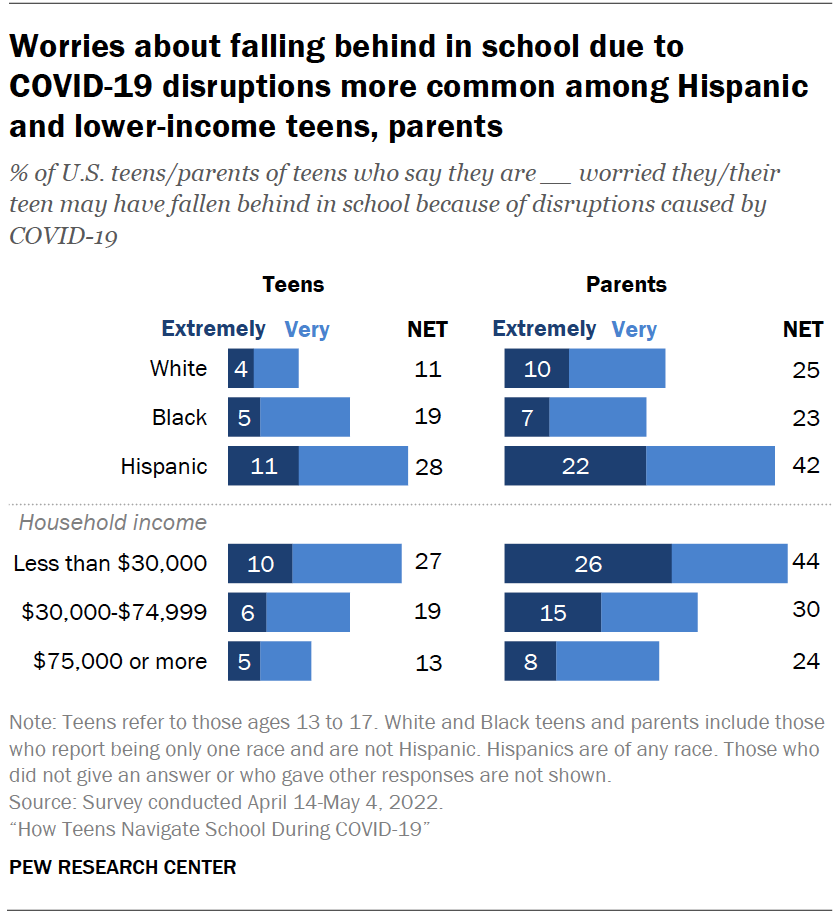 Worries about falling behind in school due to
COVID-19 disruptions more common among Hispanic
and lower-income teens, parents
% of U.S. teens/parents of teens who say they are __ worried they/their
teen may have fallen behind in school because of disruptions caused by
COVID-19
Teens Parents
Extremely Very NET Extremely Very NET
White 4 11 10 25
Black 5 19 7 23
Hispanic 11 28 22 42
Household income
Less than $30,000 10 27 26 44
$30,000-$74,999 6 19 15 30
$75,000 or more 5 13 8 24
Note: Teens refer to those ages 13 to 17. White and Black teens and parents include those
who report being only one race and are not Hispanic. Hispanics are of any race. Those who
did not give an answer or who gave other responses are not shown.
Source: Survey conducted April 14-May 4, 2022.
“How Teens Navigate School During COVID-19”
PEW RESEARCH CENTER